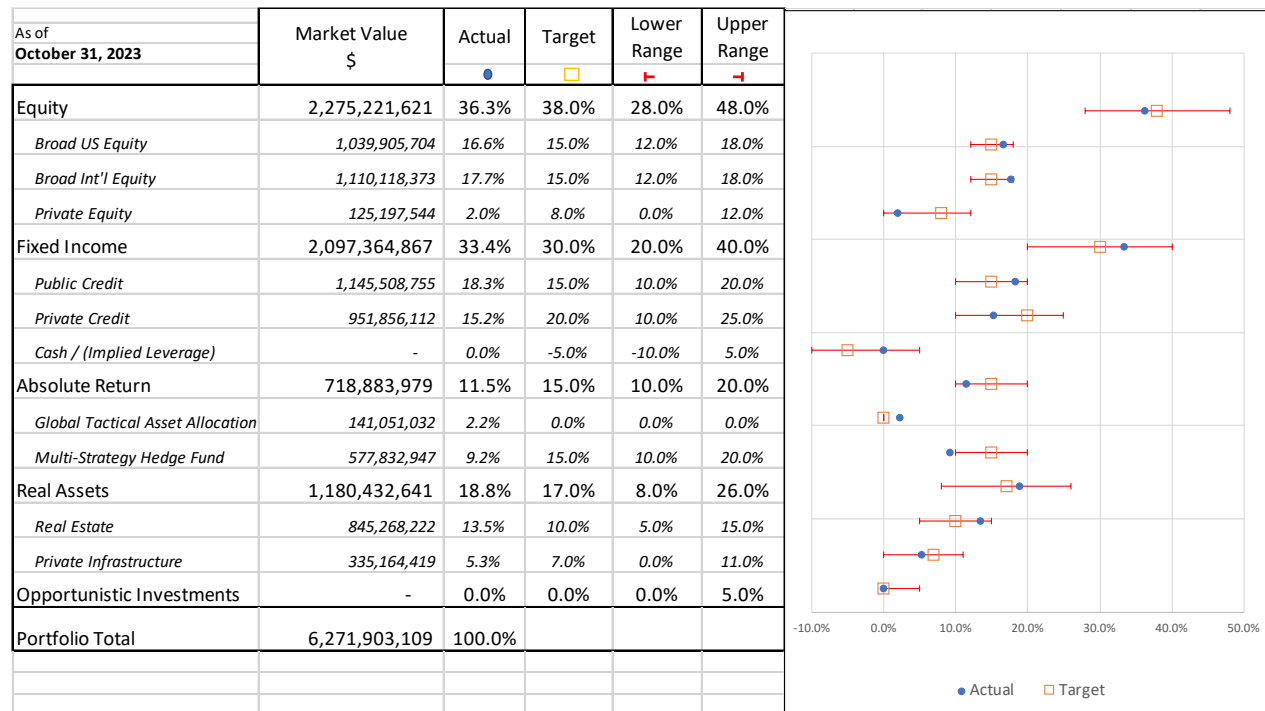 As of
October 31, 2023
Market Value
$
Actual
Target
Lower
Range
Upper
Range
Equity 2,275,221,621 36.3% 38.0% 28.0% 48.0%
Broad US Equity 1,039,905,704 16.6% 15.0% 12.0% 18.0%
Broad Int'l Equity 1,110,118,373 17.7% 15.0% 12.0% 18.0%
Private Equity 125,197,544 2.0% 8.0% 0.0% 12.0%
Fixed Income 2,097,364,867 33.4% 30.0% 20.0% 40.0%
Public Credit 1,145,508,755 18.3% 15.0% 10.0% 20.0%
Private Credit 951,856,112 15.2% 20.0% 10.0% 25.0%
Cash / (Implied Leverage) - 0.0% -5.0% -10.0% 5.0%
Absolute Return 718,883,979 11.5% 15.0% 10.0% 20.0%
Global Tactical Asset Allocation 141,051,032 2.2% 0.0% 0.0% 0.0%
Multi-Strategy Hedge Fund 577,832,947 9.2% 15.0% 10.0% 20.0%
Real Assets 1,180,432,641 18.8% 17.0% 8.0% 26.0%
Real Estate 845,268,222 13.5% 10.0% 5.0% 15.0%
Private Infrastructure 335,164,419 5.3% 7.0% 0.0% 11.0%
Opportunistic Investments - 0.0% 0.0% 0.0% 5.0%
Portfolio Total 6,271,903,109 100.0%
-10.0% 0.0% 10.0% 20.0% 30.0% 40.0% 50.0%
Actual Target